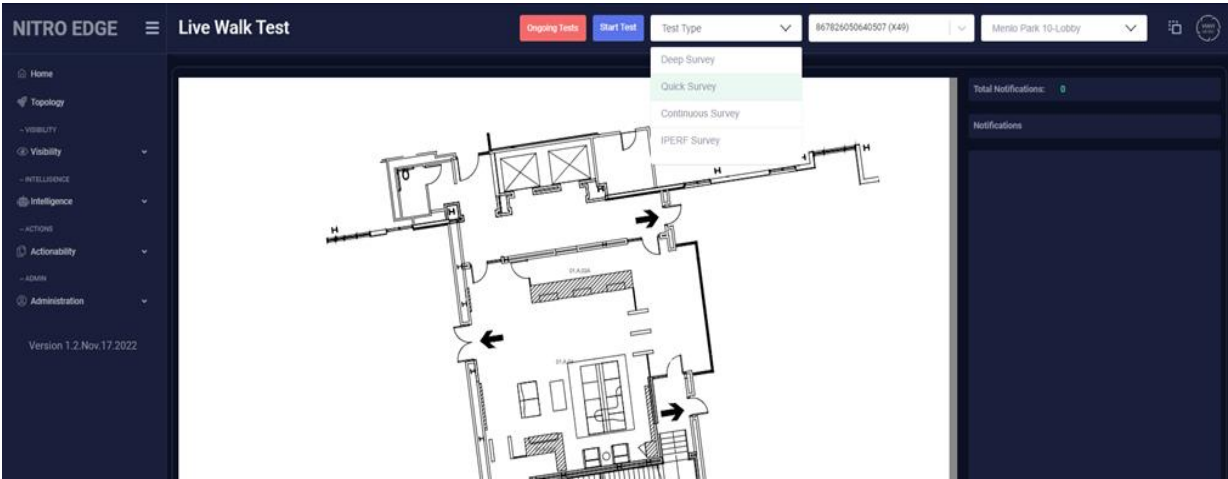 NITRO EDGE
Live Walk Test
Ongoing Tests
Start Test
Test Type
867826050640507 (X49)
Menlo Park 10-Lobby
Deep Survey
Quick Survey
Continuous Survey
IPERF Survey
Home
Topology
~ VISIBILITY
Visibility
~ INTELLIGENCE
Intelligence
~ ACTIONS
Actionability
~ ADMIN
Administration
Version 1.2.Nov.17.2022
Total Notifications: 0
Notifications
H
H
H
H
H
H
H